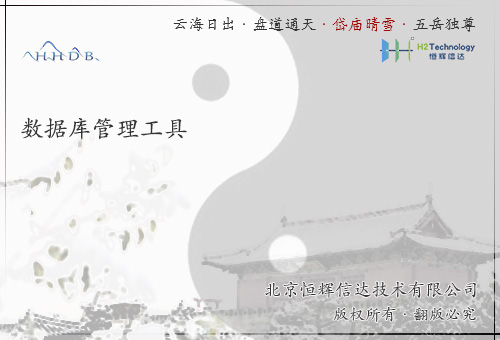 云海日出·盘道通天·岱庙晴雪·五岳独尊
HHDB
H2Technology
恒辉信达
数据库管理工具
北京恒辉信达技术有限公司
版权所有·翻版必究